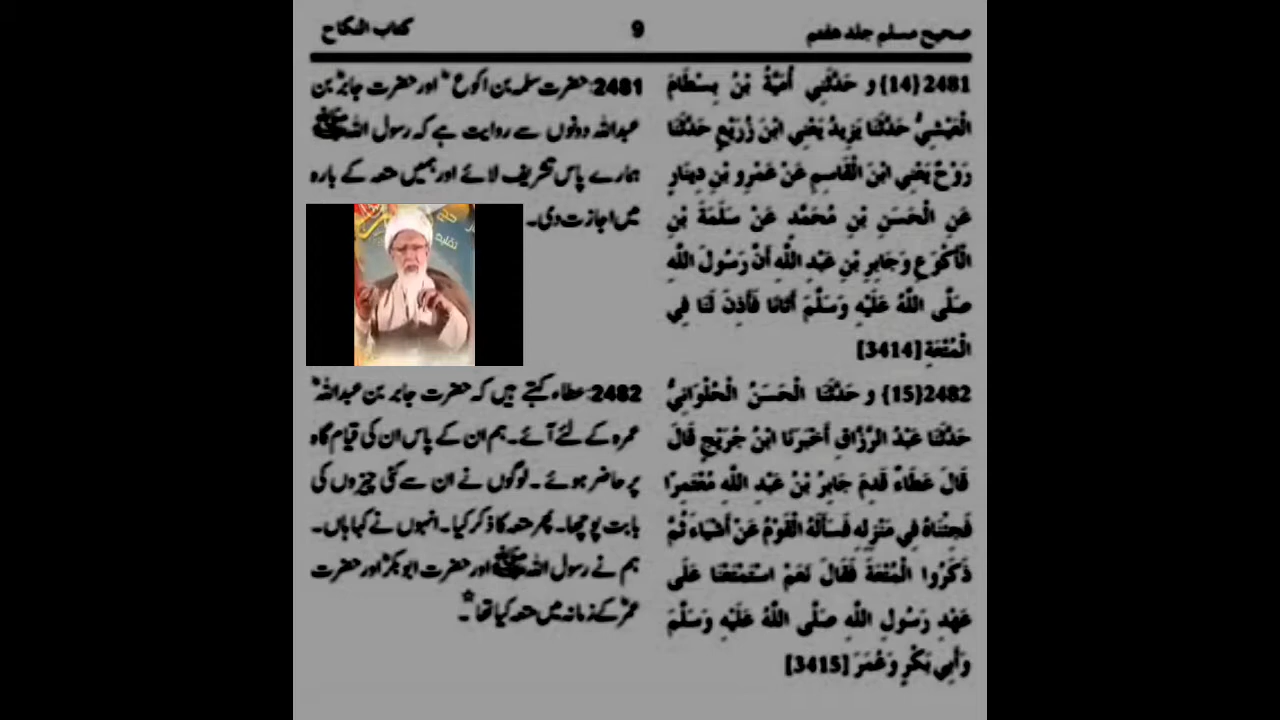 صحيح مسلم جلد هفتم
9
كتاب النكاح
2481{14} و حَدَّثَنِي أُمَيَّةُ بْنُ بِسْطَامَ
الْعَيْشِيُّ حَدَّثَنَا يَزِيدُ يَعْنِي ابْنَ زُرَيْعٍ حَدَّثَنَا
رَوْحٌ يَعْنِي ابْنَ الْقَاسِمِ عَنْ عَمْرِو بْنِ دِينَارٍ
عَنِ الْحَسَنِ بْنِ مُحَمَّدٍ عَنْ سَلَمَةَ بْنِ
الْأَكْوَعِ وَجَابِرِ بْنِ عَبْدِ اللَّهِ أَنَّ رَسُولَ اللَّهِ
صَلَّى اللَّهُ عَلَيْهِ وَسَلَّمَ أَتَانَا فَأَذِنَ لَنَا فِي
الْمُتْعَةِ [3414]
2482{15} و حَدَّثَنَا الْحَسَنُ الْحُلْوَانِيُّ
حَدَّثَنَا عَبْدُ الرَّزَّاقِ أَخْبَرَنَا ابْنُ جُرَيْجٍ قَالَ
قَالَ عَطَاءٌ قَدِمَ جَابِرُ بْنُ عَبْدِ اللَّهِ مُعْتَمِرًا
فَجِئْنَاهُ فِي مَنْزِلِهِ فَسَأَلَهُ الْقَوْمُ عَنْ أَشْيَاءَ ثُمَّ
ذَكَرُوا الْمُتْعَةَ فَقَالَ نَعَمْ اسْتَمْتَعْنَا عَلَى
عَهْدِ رَسُولِ اللَّهِ صَلَّى اللَّهُ عَلَيْهِ وَسَلَّمَ
وَأَبِي بَكْرٍ وَعُمَرَ [3415]
2481: حضرت سلمہ بن اکوعؓ اور حضرت جابرؓ بن
عبداللہ دونوں سے روایت ہے کہ رسول اللہ ﷺ
ہمارے پاس تشریف لائے اور ہمیں متعہ کے بارہ
میں اجازت دی۔
2482: عطاء کہتے ہیں کہ حضرت جابر بن عبداللہؓ
عمرہ کے لئے آئے۔ ہم ان کے پاس ان کی قیام گاہ
پر حاضر ہوئے۔ لوگوں نے ان سے کئی چیزوں کی
بابت پوچھا۔ پھر متعہ کا ذکر کیا۔ انہوں نے کہا ہاں۔
ہم نے رسول اللہ ﷺ اور حضرت ابوبکرؓ اور حضرت
عمرؓ کے زمانہ میں متعہ کیا تھا*۔
تقلید